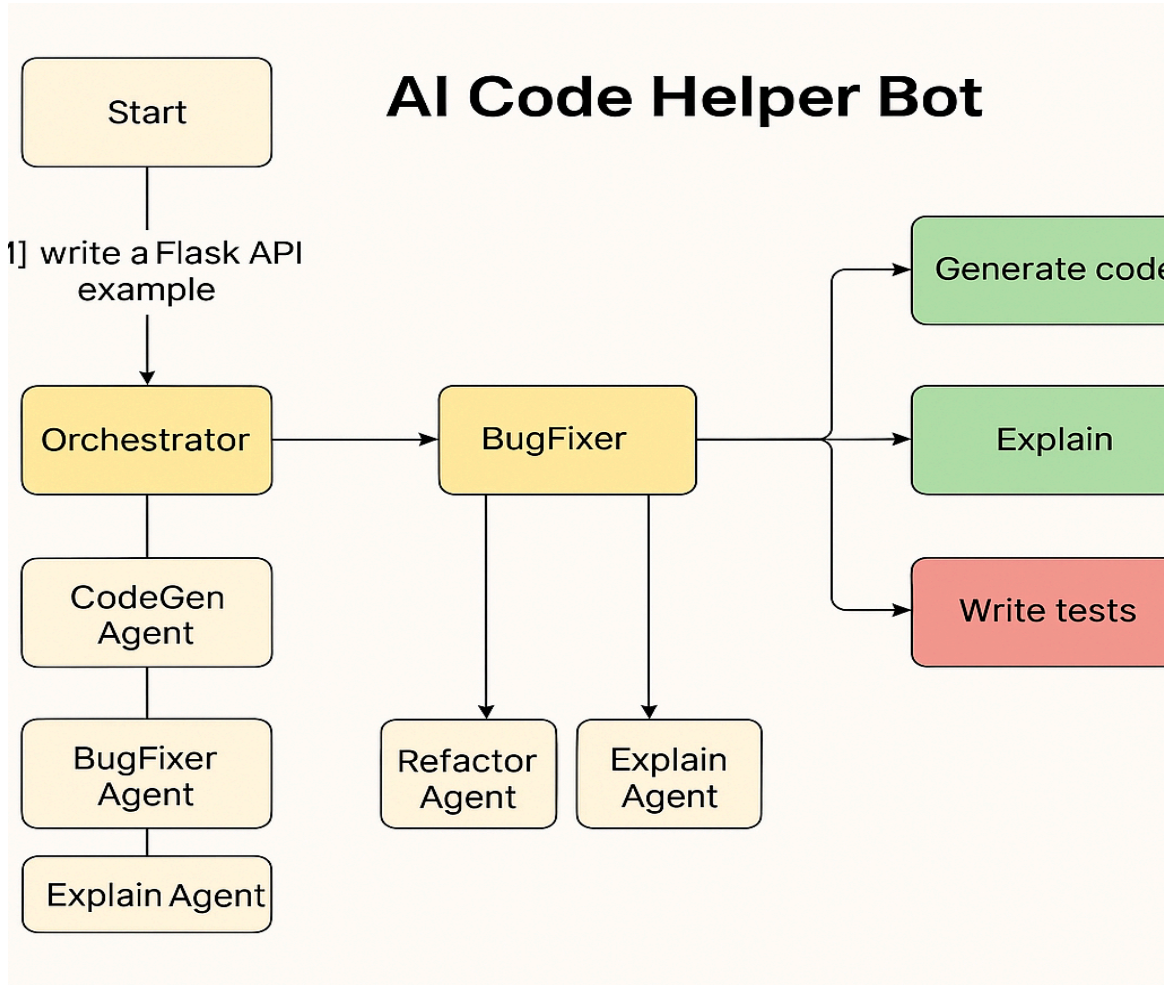 Start
AI Code Helper Bot
] write a Flask API
example
Generate code
Orchestrator
BugFixer
Explain
CodeGen
Agent
Write tests
BugFixer
Agent
Refactor
Agent
Explain
Agent
Explain Agent